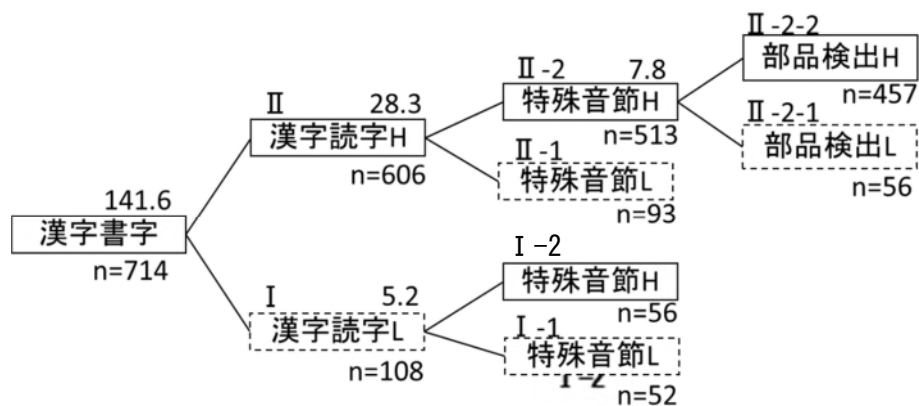 141.6
漢字書字
n=714
Ⅱ 28.3
漢字読字H
n=606
Ⅰ 5.2
漢字読字L
n=108
Ⅱ-2 7.8
特殊音節H
n=513
Ⅱ-1
特殊音節L
n=93
Ⅰ-2
特殊音節H
n=56
Ⅰ-1
特殊音節L
n=52
Ⅱ-2-2
部品検出H
n=457
Ⅱ-2-1
部品検出L
n=56